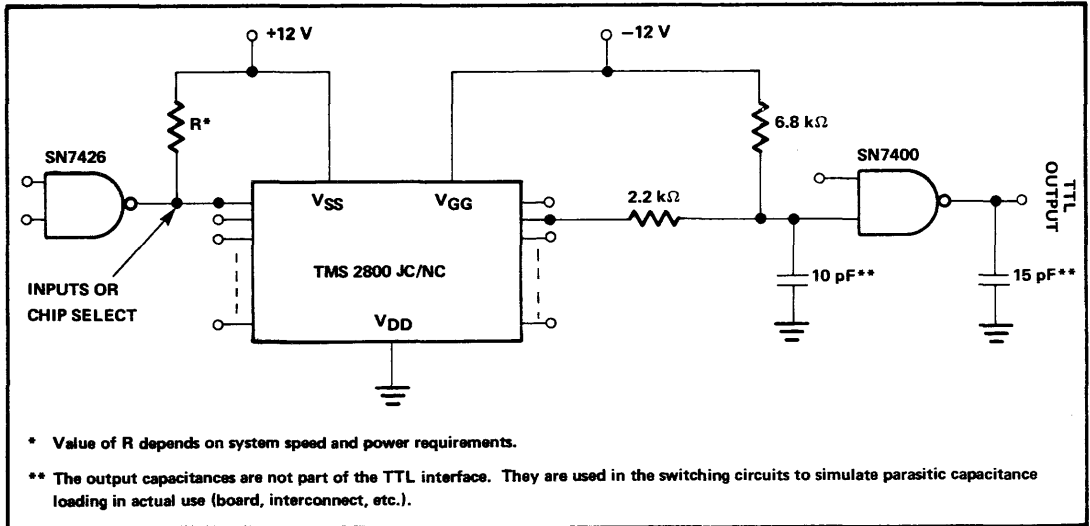 +12 V
−12 V
R*
6.8 kΩ
SN7426
SN7400
VSS
VGG
2.2 kΩ
TTL
OUTPUT
TMS 2800 JC/NC
10 pF**
15 pF**
INPUTS OR
CHIP SELECT
VDD
* Value of R depends on system speed and power requirements.
** The output capacitances are not part of the TTL interface. They are used in the switching circuits to simulate parasitic capacitance
loading in actual use (board, interconnect, etc.).